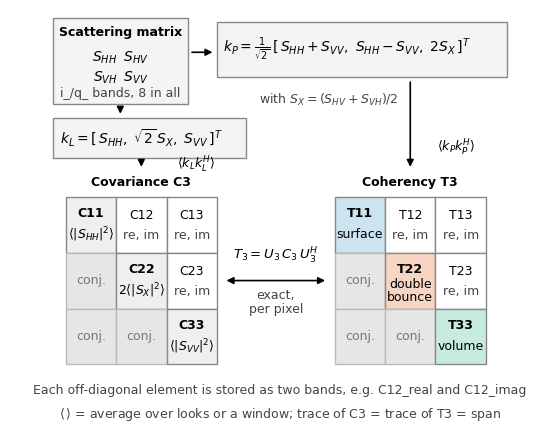 Scattering matrix
S_HH S_HV
S_VH S_VV
i_/q_ bands, 8 in all
k_P = 1/√2 [ S_HH + S_VV, S_HH − S_VV, 2S_X ]^T
with S_X = (S_HV + S_VH)/2
k_L = [ S_HH, √2 S_X, S_VV ]^T
⟨k_L k_L^H⟩
⟨k_P k_P^H⟩
Covariance C3
C11
⟨|S_HH|²⟩
C12
re, im
C13
re, im
conj.
C22
2⟨|S_X|²⟩
C23
re, im
conj.
conj.
C33
⟨|S_VV|²⟩
T_3 = U_3 C_3 U_3^H
exact,
per pixel
Coherency T3
T11
surface
T12
re, im
T13
re, im
conj.
T22
double
bounce
T23
re, im
conj.
conj.
T33
volume
Each off-diagonal element is stored as two bands, e.g. C12_real and C12_imag
⟨⟩ = average over looks or a window; trace of C3 = trace of T3 = span